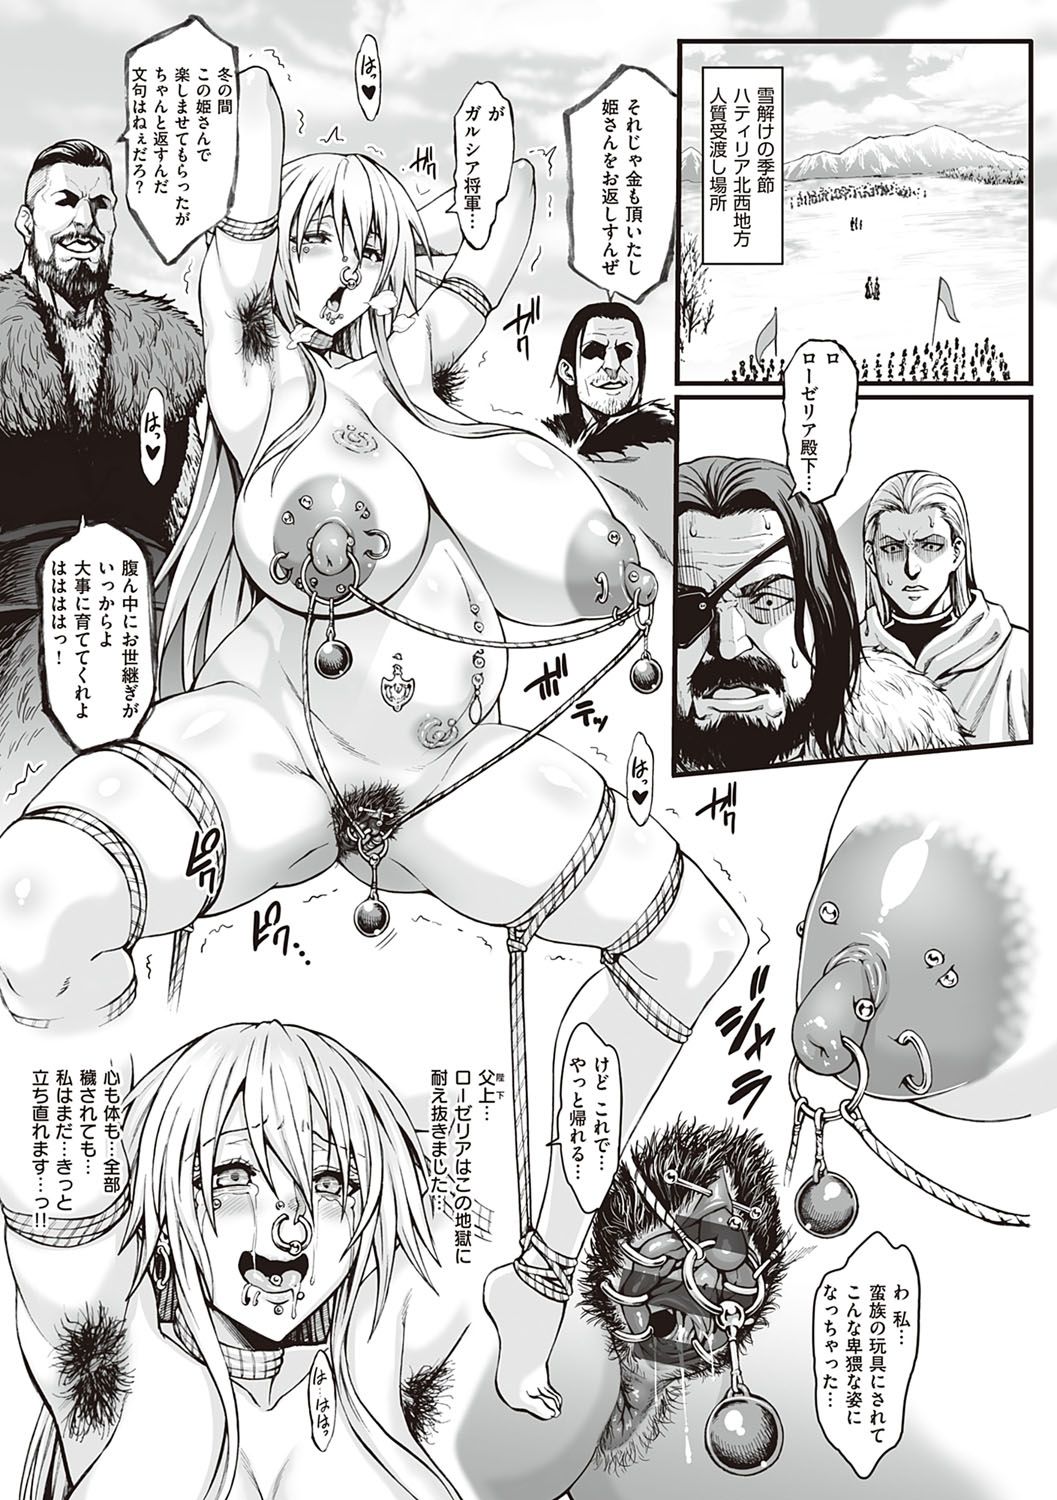 雪解けの季節
ハティリア北西地方
人質受渡し場所
ロ
ローゼリア殿下…
それじゃ金も頂いたし
姫さんをお返しすんぜ
が
ガルシア将軍…
冬の間
この姫さんで
楽しませてもらったが
ちゃんと返すんだ
文句はねぇだろ？
はっ♥
はっ♥
ガク
ガク
腹ん中にお世継ぎが
いっからよ
大事に育ててくれよ
はははははっ！
テッ
はっ♥
ガク
ピク
ピク…
ジャ
けど これで…
やっと帰れる…
わ 私…
蛮族の玩具にされて
こんな卑猥な姿に
なっちゃった…
父上…
陛下
ローゼリアはこの地獄に
耐え抜きました…
心も体も…全部
穢されても…
私はまだ…きっと
立ち直れます…っ!!
は…はっはっ